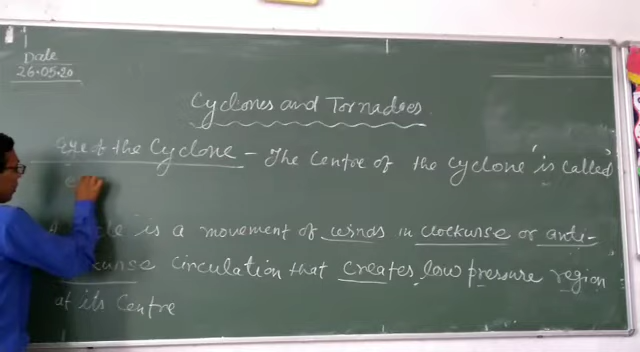 Date
26.05.20
Cyclones and Tornadoes
Eye of the Cyclone - The Centre of the cyclone 'is called'
e
is a movement of winds in clockwise or anti-
circulation that creates low pressure region
at its Centre